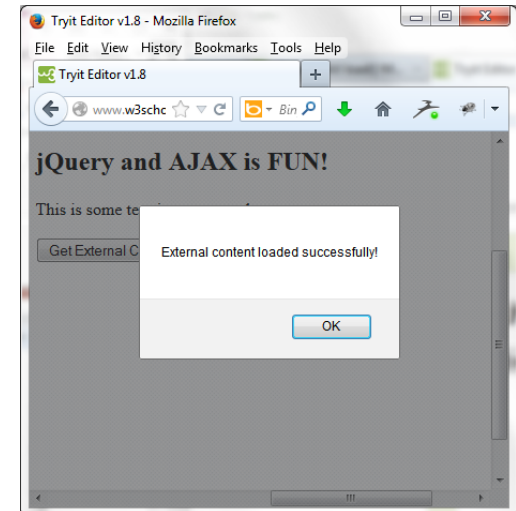 Tryit Editor v1.8 - Mozilla Firefox
File Edit View History Bookmarks Tools Help
Tryit Editor v1.8
www.w3schc Bin
jQuery and AJAX is FUN!
This is some te
Get External C
External content loaded successfully!
OK